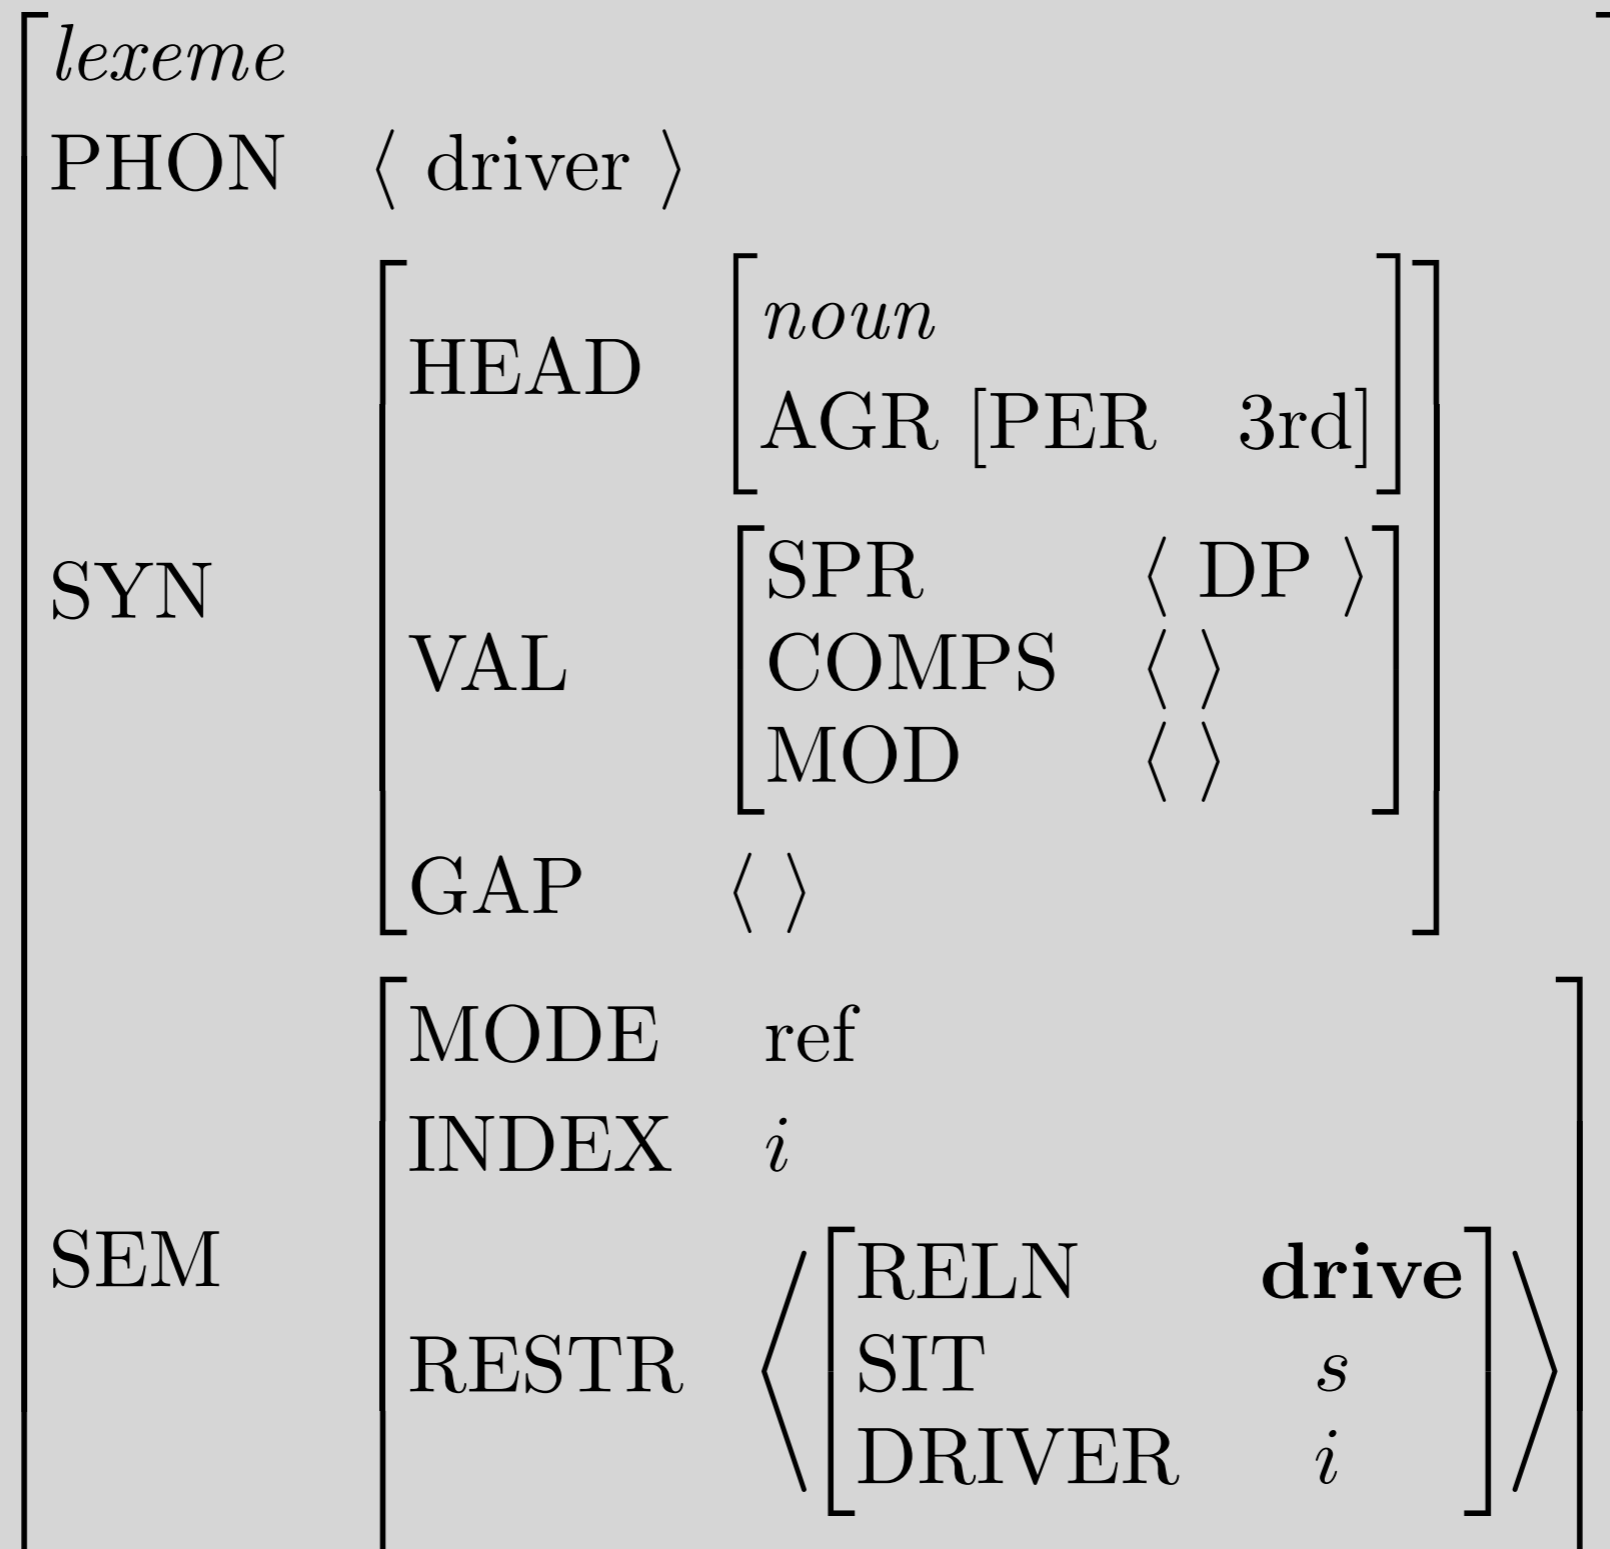 lexeme
PHON ⟨ driver ⟩
SYN
HEAD
noun
AGR [PER 3rd]
VAL
SPR ⟨ DP ⟩
COMPS ⟨ ⟩
MOD ⟨ ⟩
GAP ⟨ ⟩
SEM
MODE ref
INDEX i
RESTR
RELN drive
SIT s
DRIVER i